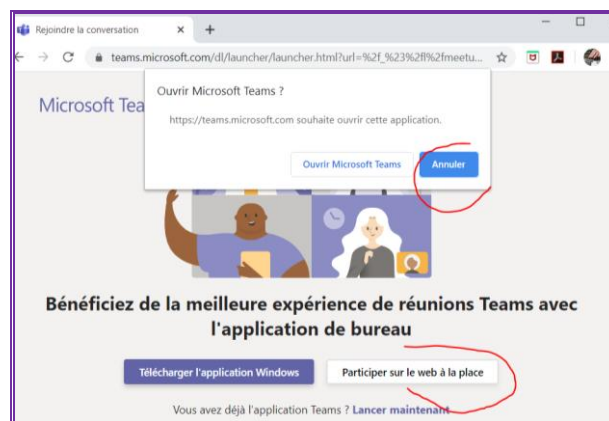 Rejoindre la conversation
teams.microsoft.com/dl/launcher/launcher.html?url=%2f_%23%2fl%2fmeetu...
Ouvrir Microsoft Teams ?
Microsoft Tea
https://teams.microsoft.com souhaite ouvrir cette application.
Ouvrir Microsoft Teams Annuler
Bénéficiez de la meilleure expérience de réunions Teams avec
l'application de bureau
Télécharger l'application Windows Participer sur le web à la place
Vous avez déjà l'application Teams ? Lancer maintenant